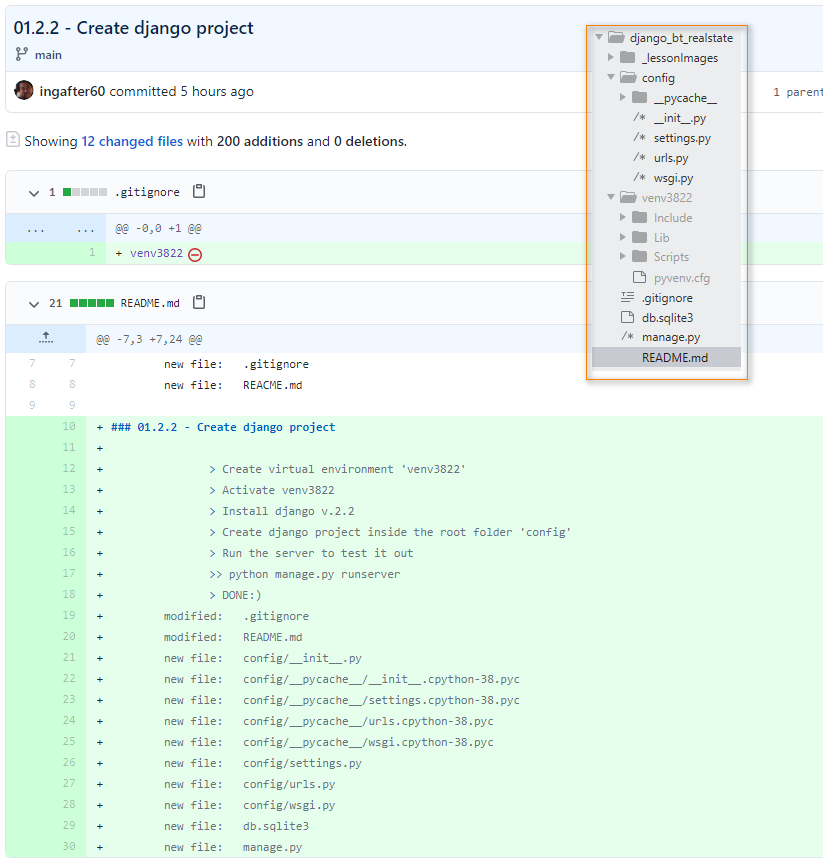 01.2.2 - Create django project
main
ingafter60 committed 5 hours ago
1 parent
Showing 12 changed files with 200 additions and 0 deletions.
1 .gitignore
... ... @@ -0,0 +1 @@
1 + venv3822
21 README.md
@@ -7,3 +7,24 @@
7 7 new file: .gitignore
8 8 new file: REACME.md
9 9
10 + ### 01.2.2 - Create django project
11 +
12 + > Create virtual environment 'venv3822'
13 + > Activate venv3822
14 + > Install django v.2.2
15 + > Create django project inside the root folder 'config'
16 + > Run the server to test it out
17 + >> python manage.py runserver
18 + > DONE:)
19 + modified: .gitignore
20 + modified: README.md
21 + new file: config/__init__.py
22 + new file: config/__pycache__/__init__.cpython-38.pyc
23 + new file: config/__pycache__/settings.cpython-38.pyc
24 + new file: config/__pycache__/urls.cpython-38.pyc
25 + new file: config/__pycache__/wsgi.cpython-38.pyc
26 + new file: config/settings.py
27 + new file: config/urls.py
28 + new file: config/wsgi.py
29 + new file: db.sqlite3
30 + new file: manage.py
django_bt_realstate
_lessonImages
config
__pycache__
/* __init__.py
/* settings.py
/* urls.py
/* wsgi.py
venv3822
Include
Lib
Scripts
pyvenv.cfg
.gitignore
db.sqlite3
/* manage.py
README.md